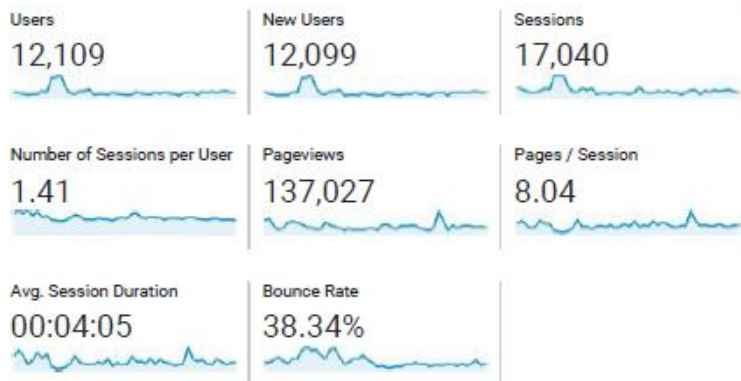 Users
12,109
New Users
12,099
Sessions
17,040
Number of Sessions per User
1.41
Pageviews
137,027
Pages / Session
8.04
Avg. Session Duration
00:04:05
Bounce Rate
38.34%